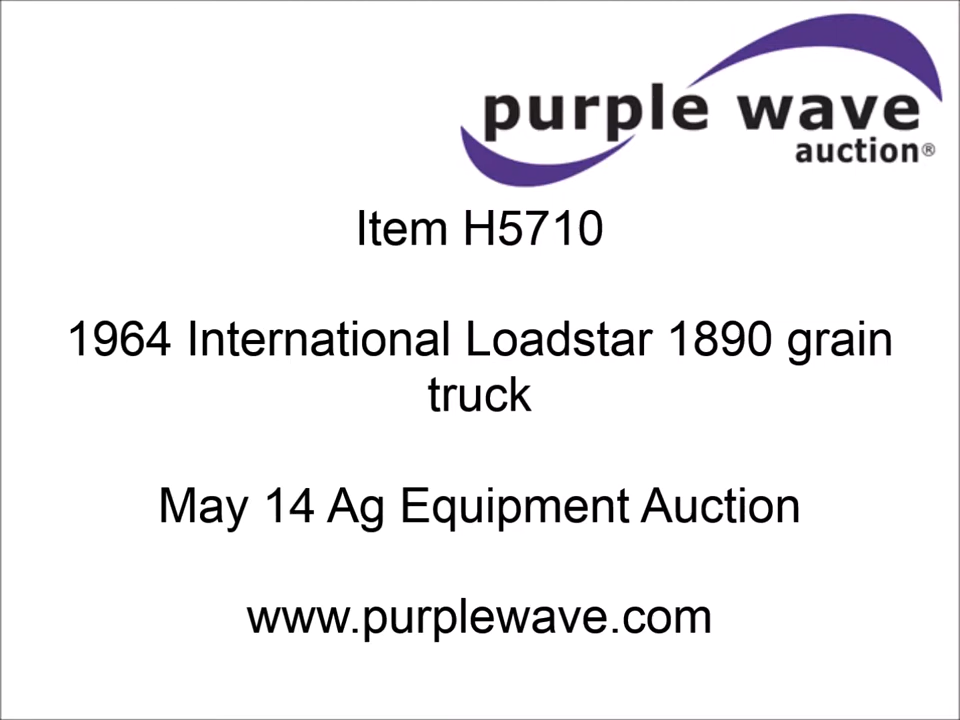 purple wave
auction®
Item H5710
1964 International Loadstar 1890 grain
truck
May 14 Ag Equipment Auction
www.purplewave.com